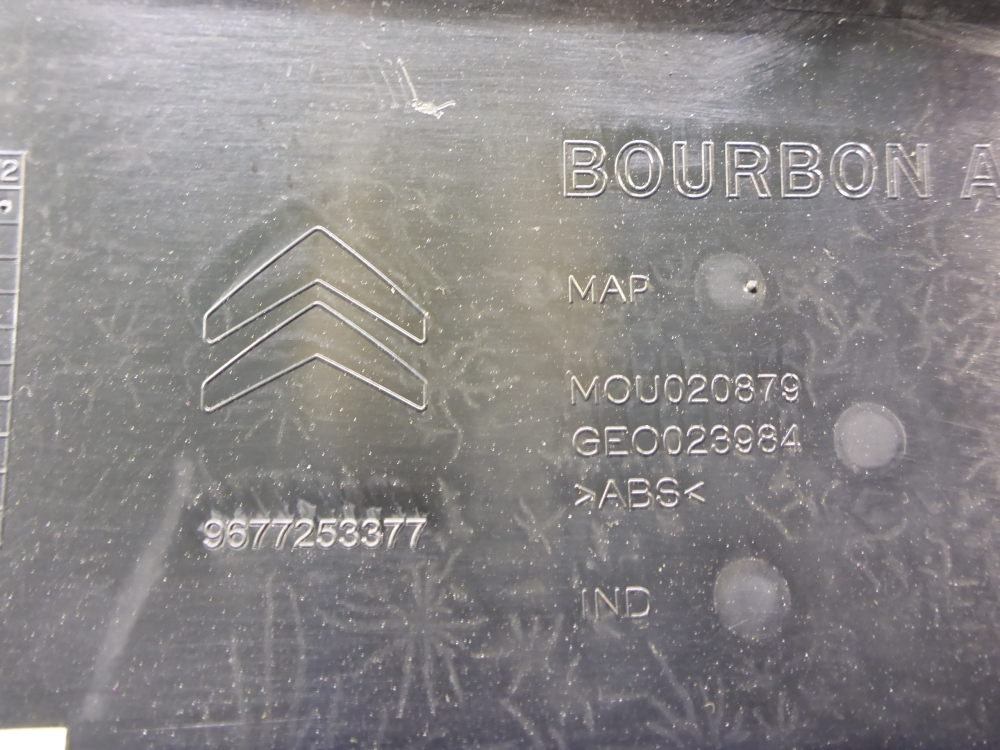 BOURBON A
MAP
MOU020879
GEO023984
>ABS<
9677253377
IND